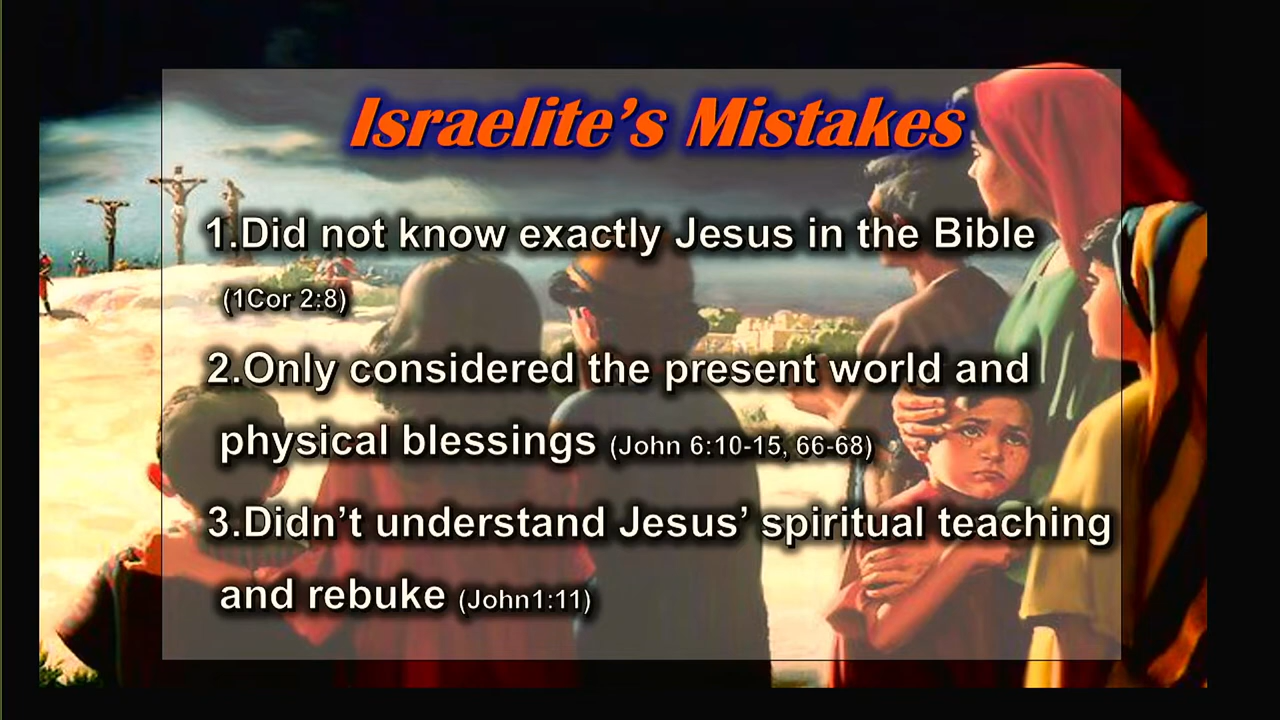 Israelite’s Mistakes
1.Did not know exactly Jesus in the Bible
(1Cor 2:8)
2.Only considered the present world and
physical blessings (John 6:10-15, 66-68)
3.Didn’t understand Jesus’ spiritual teaching
and rebuke (John1:11)